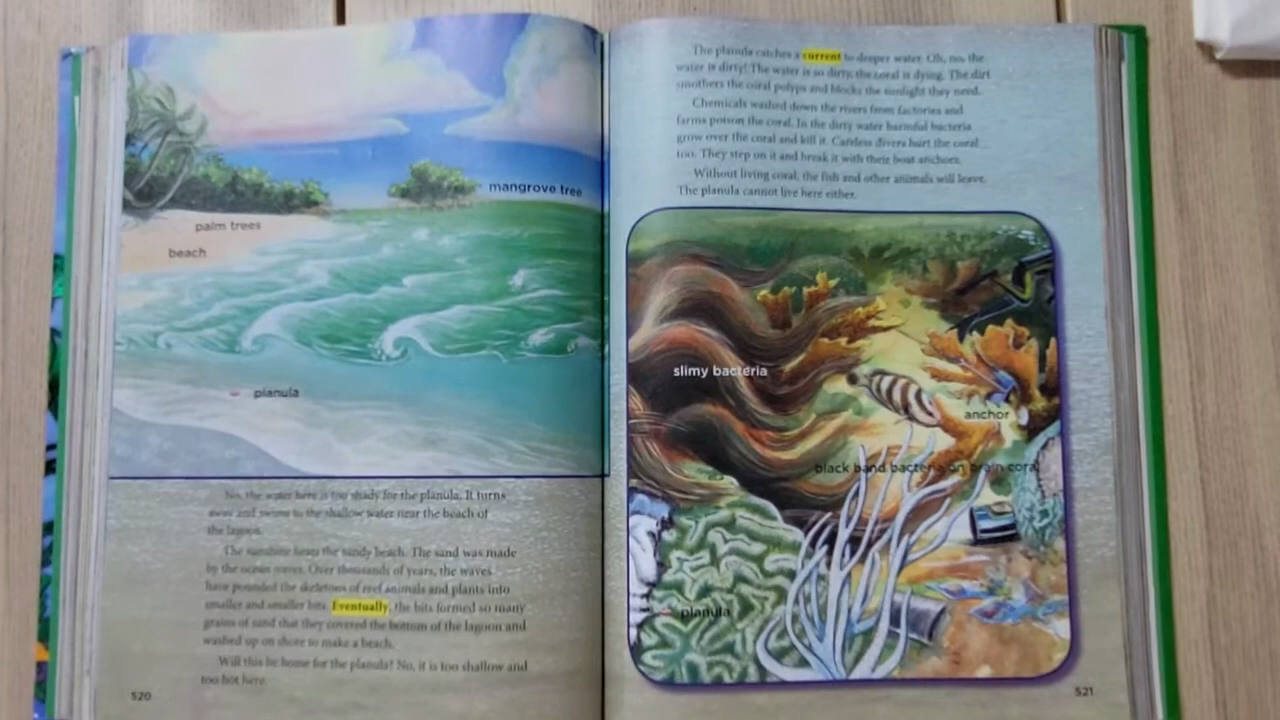 mangrove tree
palm trees
beach
planula
No, the water here is too shady for the planula. It turns
away and swims to the shallow water near the beach of
the lagoon.
The sunshine heats the sandy beach. The sand was made
by the ocean waves. Over thousands of years, the waves
have pounded the skeletons of reef animals and plants into
smaller and smaller bits. Eventually, the bits formed so many
grains of sand that they covered the bottom of the lagoon and
washed up on shore to make a beach.
Will this be home for the planula? No, it is too shallow and
too hot here.
520
The planula catches a current to deeper water. Oh, no, the
water is dirty! The water is so dirty, the coral is dying. The dirt
smothers the coral polyps and blocks the sunlight they need.
Chemicals washed down the rivers from factories and
farms poison the coral. In the dirty water harmful bacteria
grow over the coral and kill it. Careless divers hurt the coral
too. They step on it and break it with their boat anchors.
Without living coral, the fish and other animals will leave.
The planula cannot live here either.
slimy bacteria
anchor
black band bacteria on brain coral
planula
521